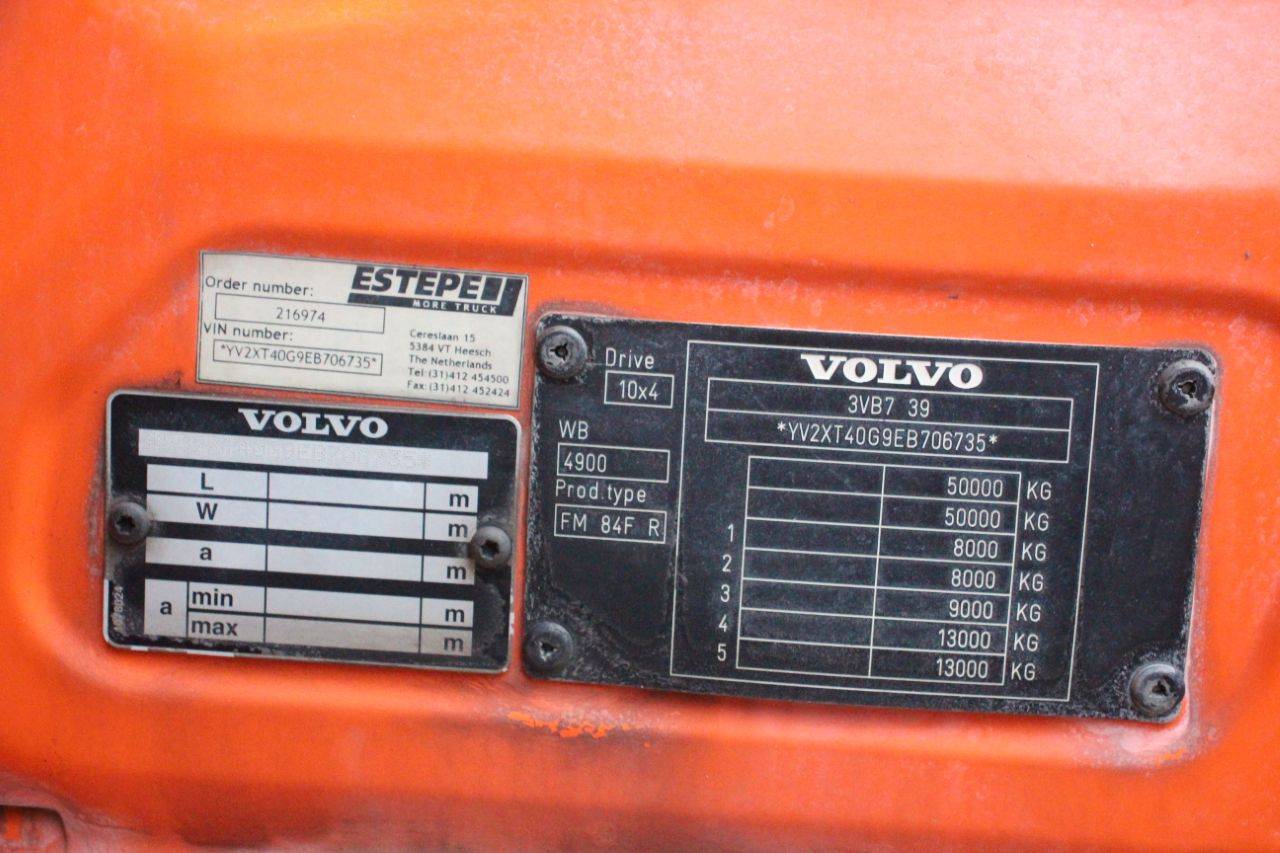 Order number:
ESTEPE
MORE TRUCK
216974
VIN number:
*YV2XT40G9EB706735*
Cereslaan 15
5384 VT Heesch
The Netherlands
Tel: (31)412 454500
Fax: (31)412 452424
VOLVO
L m
W m
a m
a min m
max m
Drive
10x4
WB
4900
Prod.type
FM 84F R
VOLVO
3VB7 39
*YV2XT40G9EB706735*
50000 KG
50000 KG
1 8000 KG
2 8000 KG
3 9000 KG
4 13000 KG
5 13000 KG